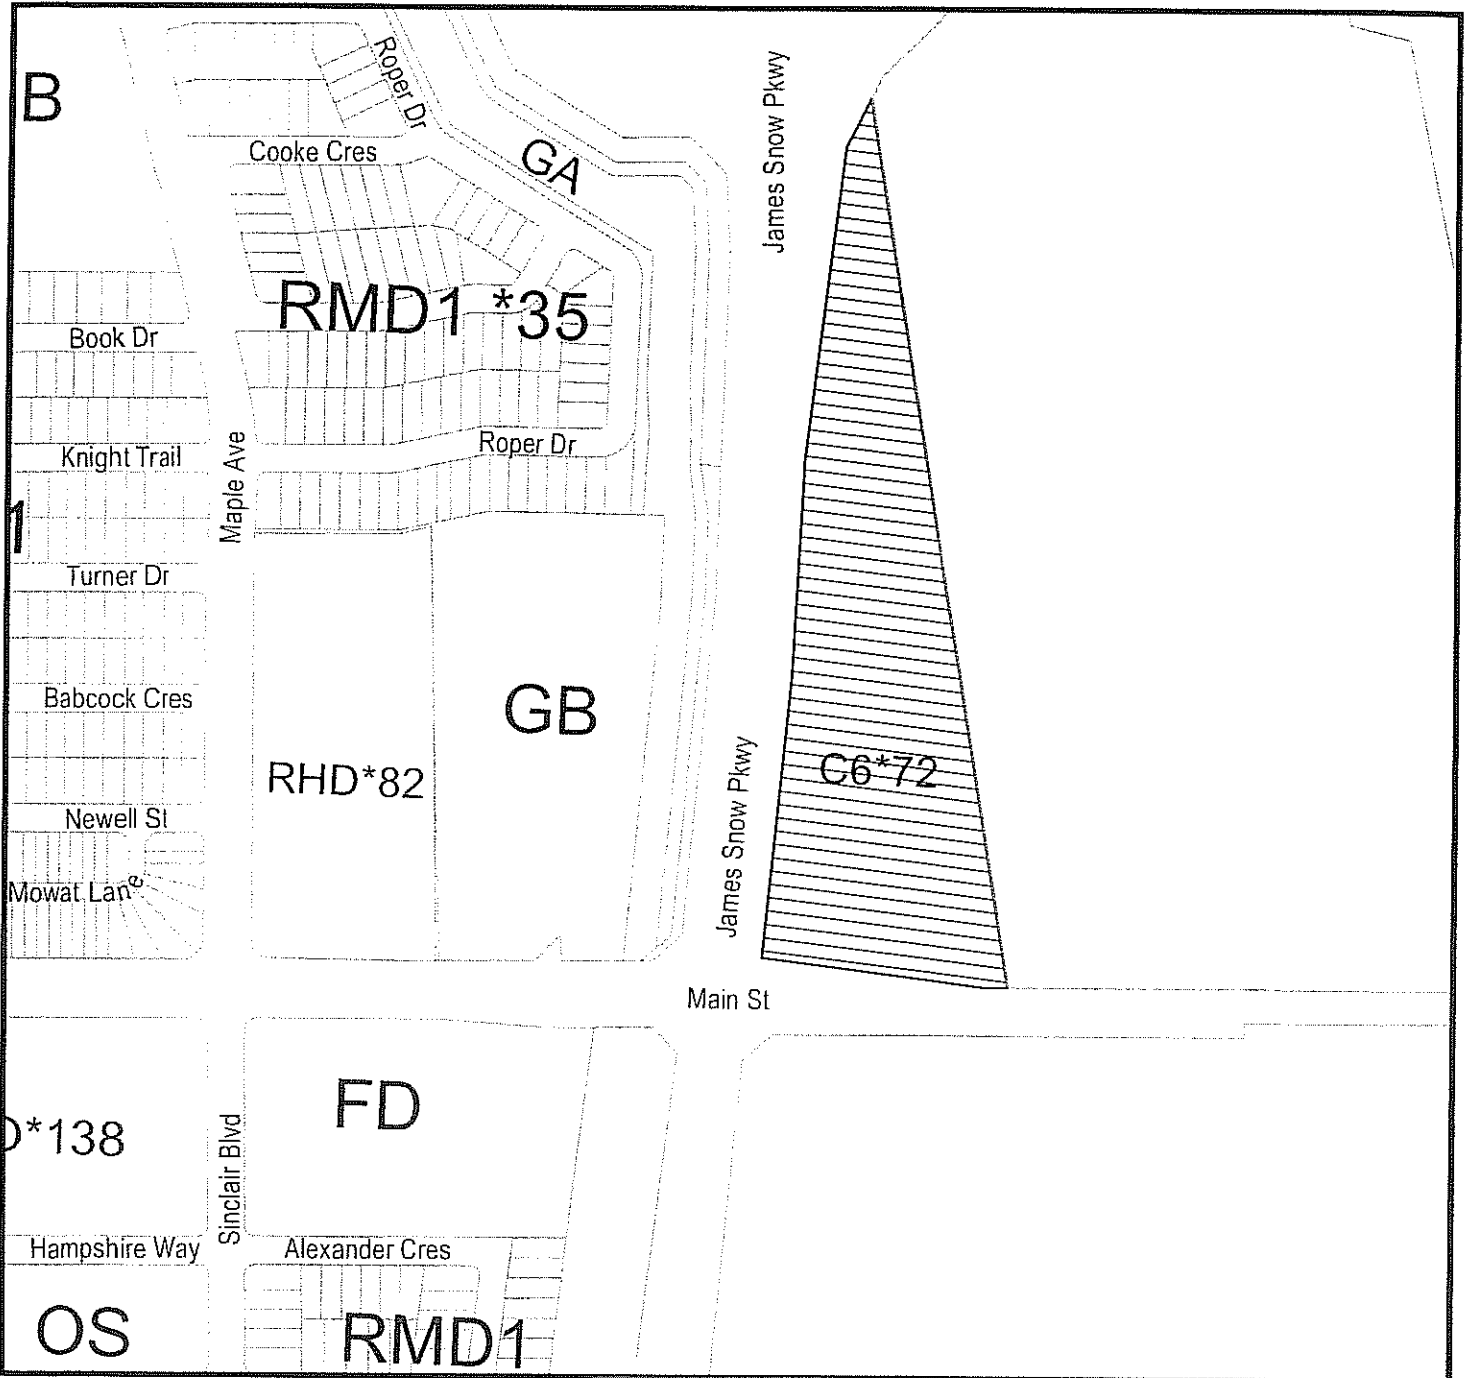 Roper Dr
James Snow Pkwy
B
Cooke Cres
GA
RMD1 *35
Book Dr
Roper Dr
Knight Trail
Maple Ave
1
Turner Dr
Babcock Cres
GB
RHD*82
C6*72
James Snow Pkwy
Newell St
Mowat Lane
Main St
FD
D*138
Sinclair Blvd
Hampshire Way
Alexander Cres
OS
RMD1